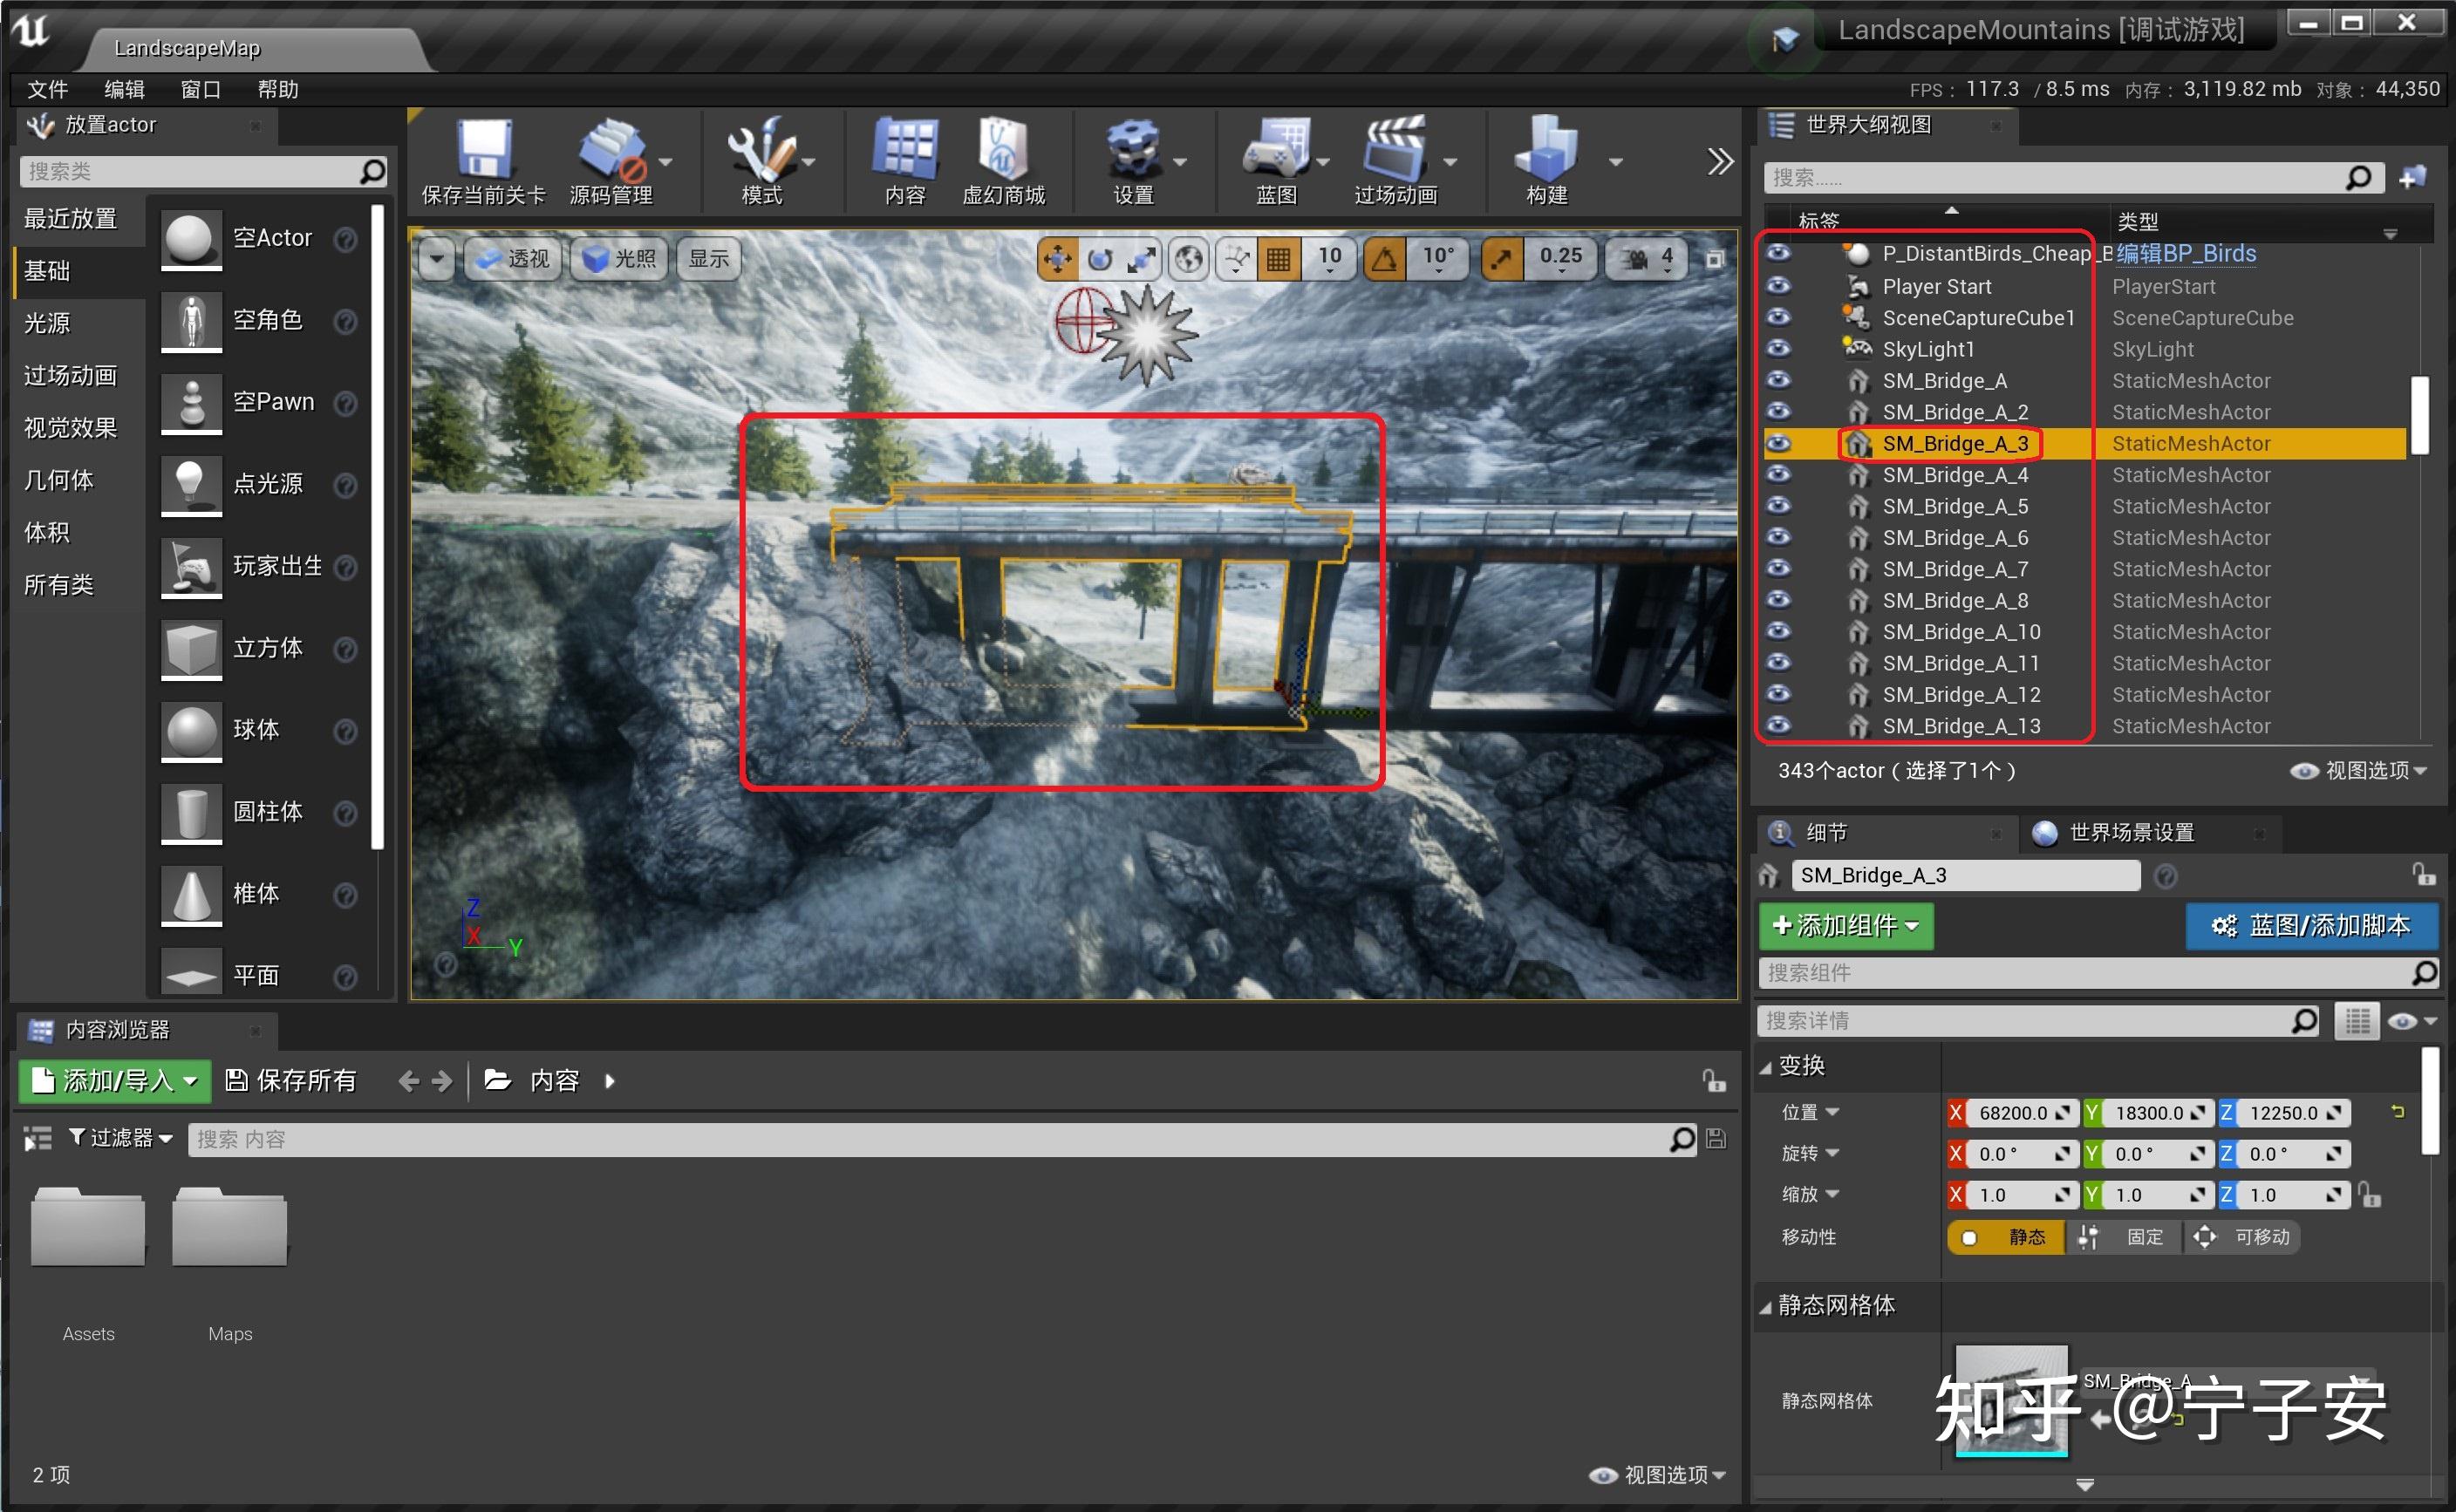 LandscapeMap
LandscapeMountains [调试游戏]
文件 编辑 窗口 帮助
FPS： 117.3 / 8.5 ms 内存： 3,119.82 mb 对象： 44,350
放置actor
搜索类
最近放置
基础
光源
过场动画
视觉效果
几何体
体积
所有类
空Actor
空角色
空Pawn
点光源
玩家出生
立方体
球体
圆柱体
椎体
平面
保存当前关卡 源码管理 模式 内容 虚幻商城 设置 蓝图 过场动画 构建
透视 光照 显示 10 10° 0.25 4
Z
X
Y
世界大纲视图
搜索......
标签 类型
P_DistantBirds_Cheap_B 编辑BP_Birds
Player Start PlayerStart
SceneCaptureCube1 SceneCaptureCube
SkyLight1 SkyLight
SM_Bridge_A StaticMeshActor
SM_Bridge_A_2 StaticMeshActor
SM_Bridge_A_3 StaticMeshActor
SM_Bridge_A_4 StaticMeshActor
SM_Bridge_A_5 StaticMeshActor
SM_Bridge_A_6 StaticMeshActor
SM_Bridge_A_7 StaticMeshActor
SM_Bridge_A_8 StaticMeshActor
SM_Bridge_A_10 StaticMeshActor
SM_Bridge_A_11 StaticMeshActor
SM_Bridge_A_12 StaticMeshActor
SM_Bridge_A_13 StaticMeshActor
343个actor（选择了1个） 视图选项
细节 世界场景设置
SM_Bridge_A_3
添加组件 蓝图/添加脚本
搜索组件
搜索详情
变换
位置 X 68200.0 Y 18300.0 Z 12250.0
旋转 X 0.0 ° Y 0.0 ° Z 0.0 °
缩放 X 1.0 Y 1.0 Z 1.0
移动性 静态 固定 可移动
静态网格体
静态网格体 SM_Bridge_A
知乎 @宁子安
内容浏览器
添加/导入 保存所有 内容
过滤器 搜索 内容
Assets Maps
2 项 视图选项